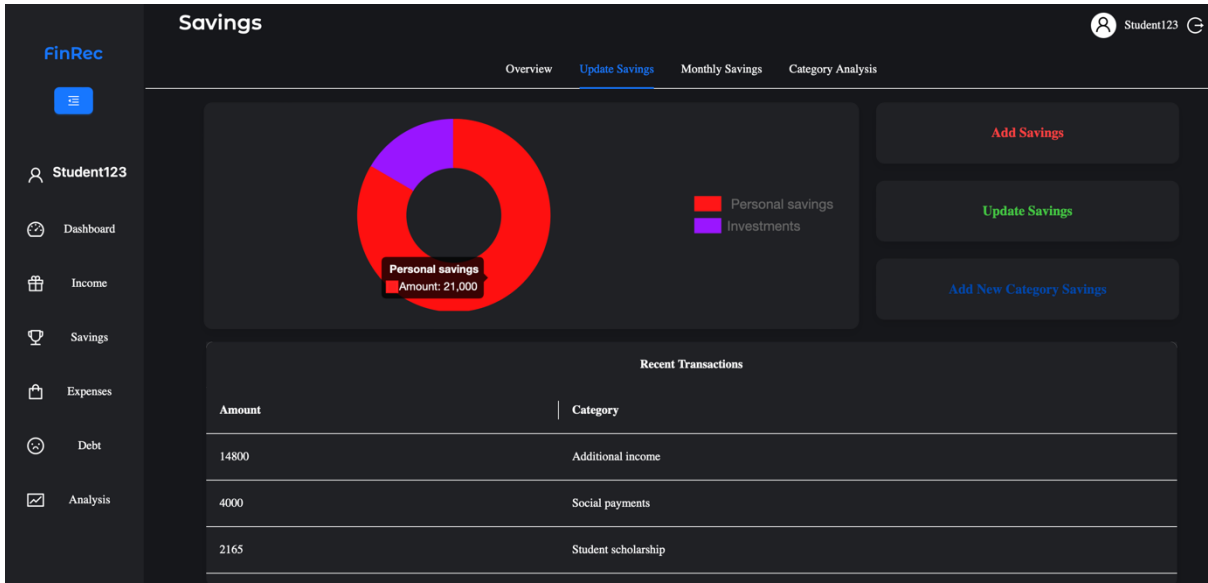 Savings
Student123
FinRec
Overview Update Savings Monthly Savings Category Analysis
Student123
Dashboard
Income
Savings
Expenses
Debt
Analysis
Personal savings
Investments
Personal savings
Amount: 21,000
Add Savings
Update Savings
Add New Category Savings
Recent Transactions
Amount Category
14800 Additional income
4000 Social payments
2165 Student scholarship